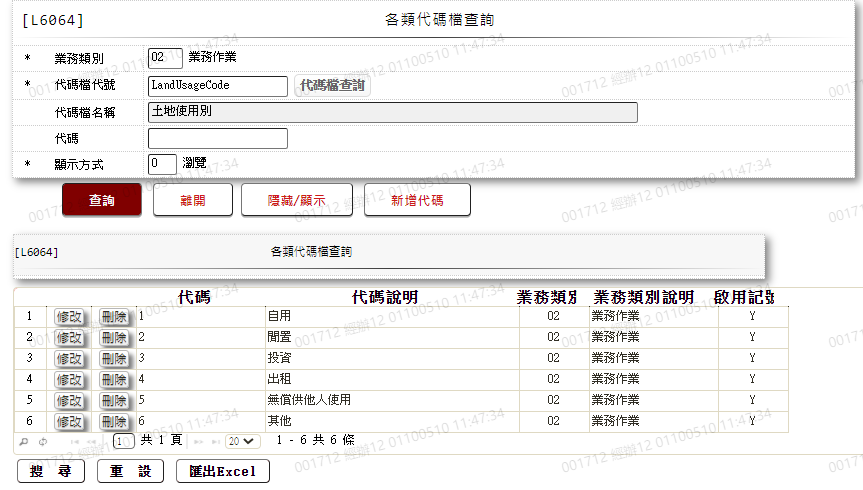 [L6064] 各類代碼檔查詢
* 業務類別 02 業務作業
* 代碼檔代號 LandUsageCode 代碼檔查詢
代碼檔名稱 土地使用別
代碼
* 顯示方式 0 瀏覽
查詢 離開 隱藏/顯示 新增代碼
[L6064] 各類代碼檔查詢
代碼 代碼說明 業務類別 業務類別說明 啟用記號
1 修改 刪除 1 自用 02 業務作業 Y
2 修改 刪除 2 閒置 02 業務作業 Y
3 修改 刪除 3 投資 02 業務作業 Y
4 修改 刪除 4 出租 02 業務作業 Y
5 修改 刪除 5 無償供他人使用 02 業務作業 Y
6 修改 刪除 6 其他 02 業務作業 Y
1 共 1 頁 20 1 - 6 共 6 條
搜 尋 重 設 匯出Excel
001712 經辦12 01100510 11:47:34